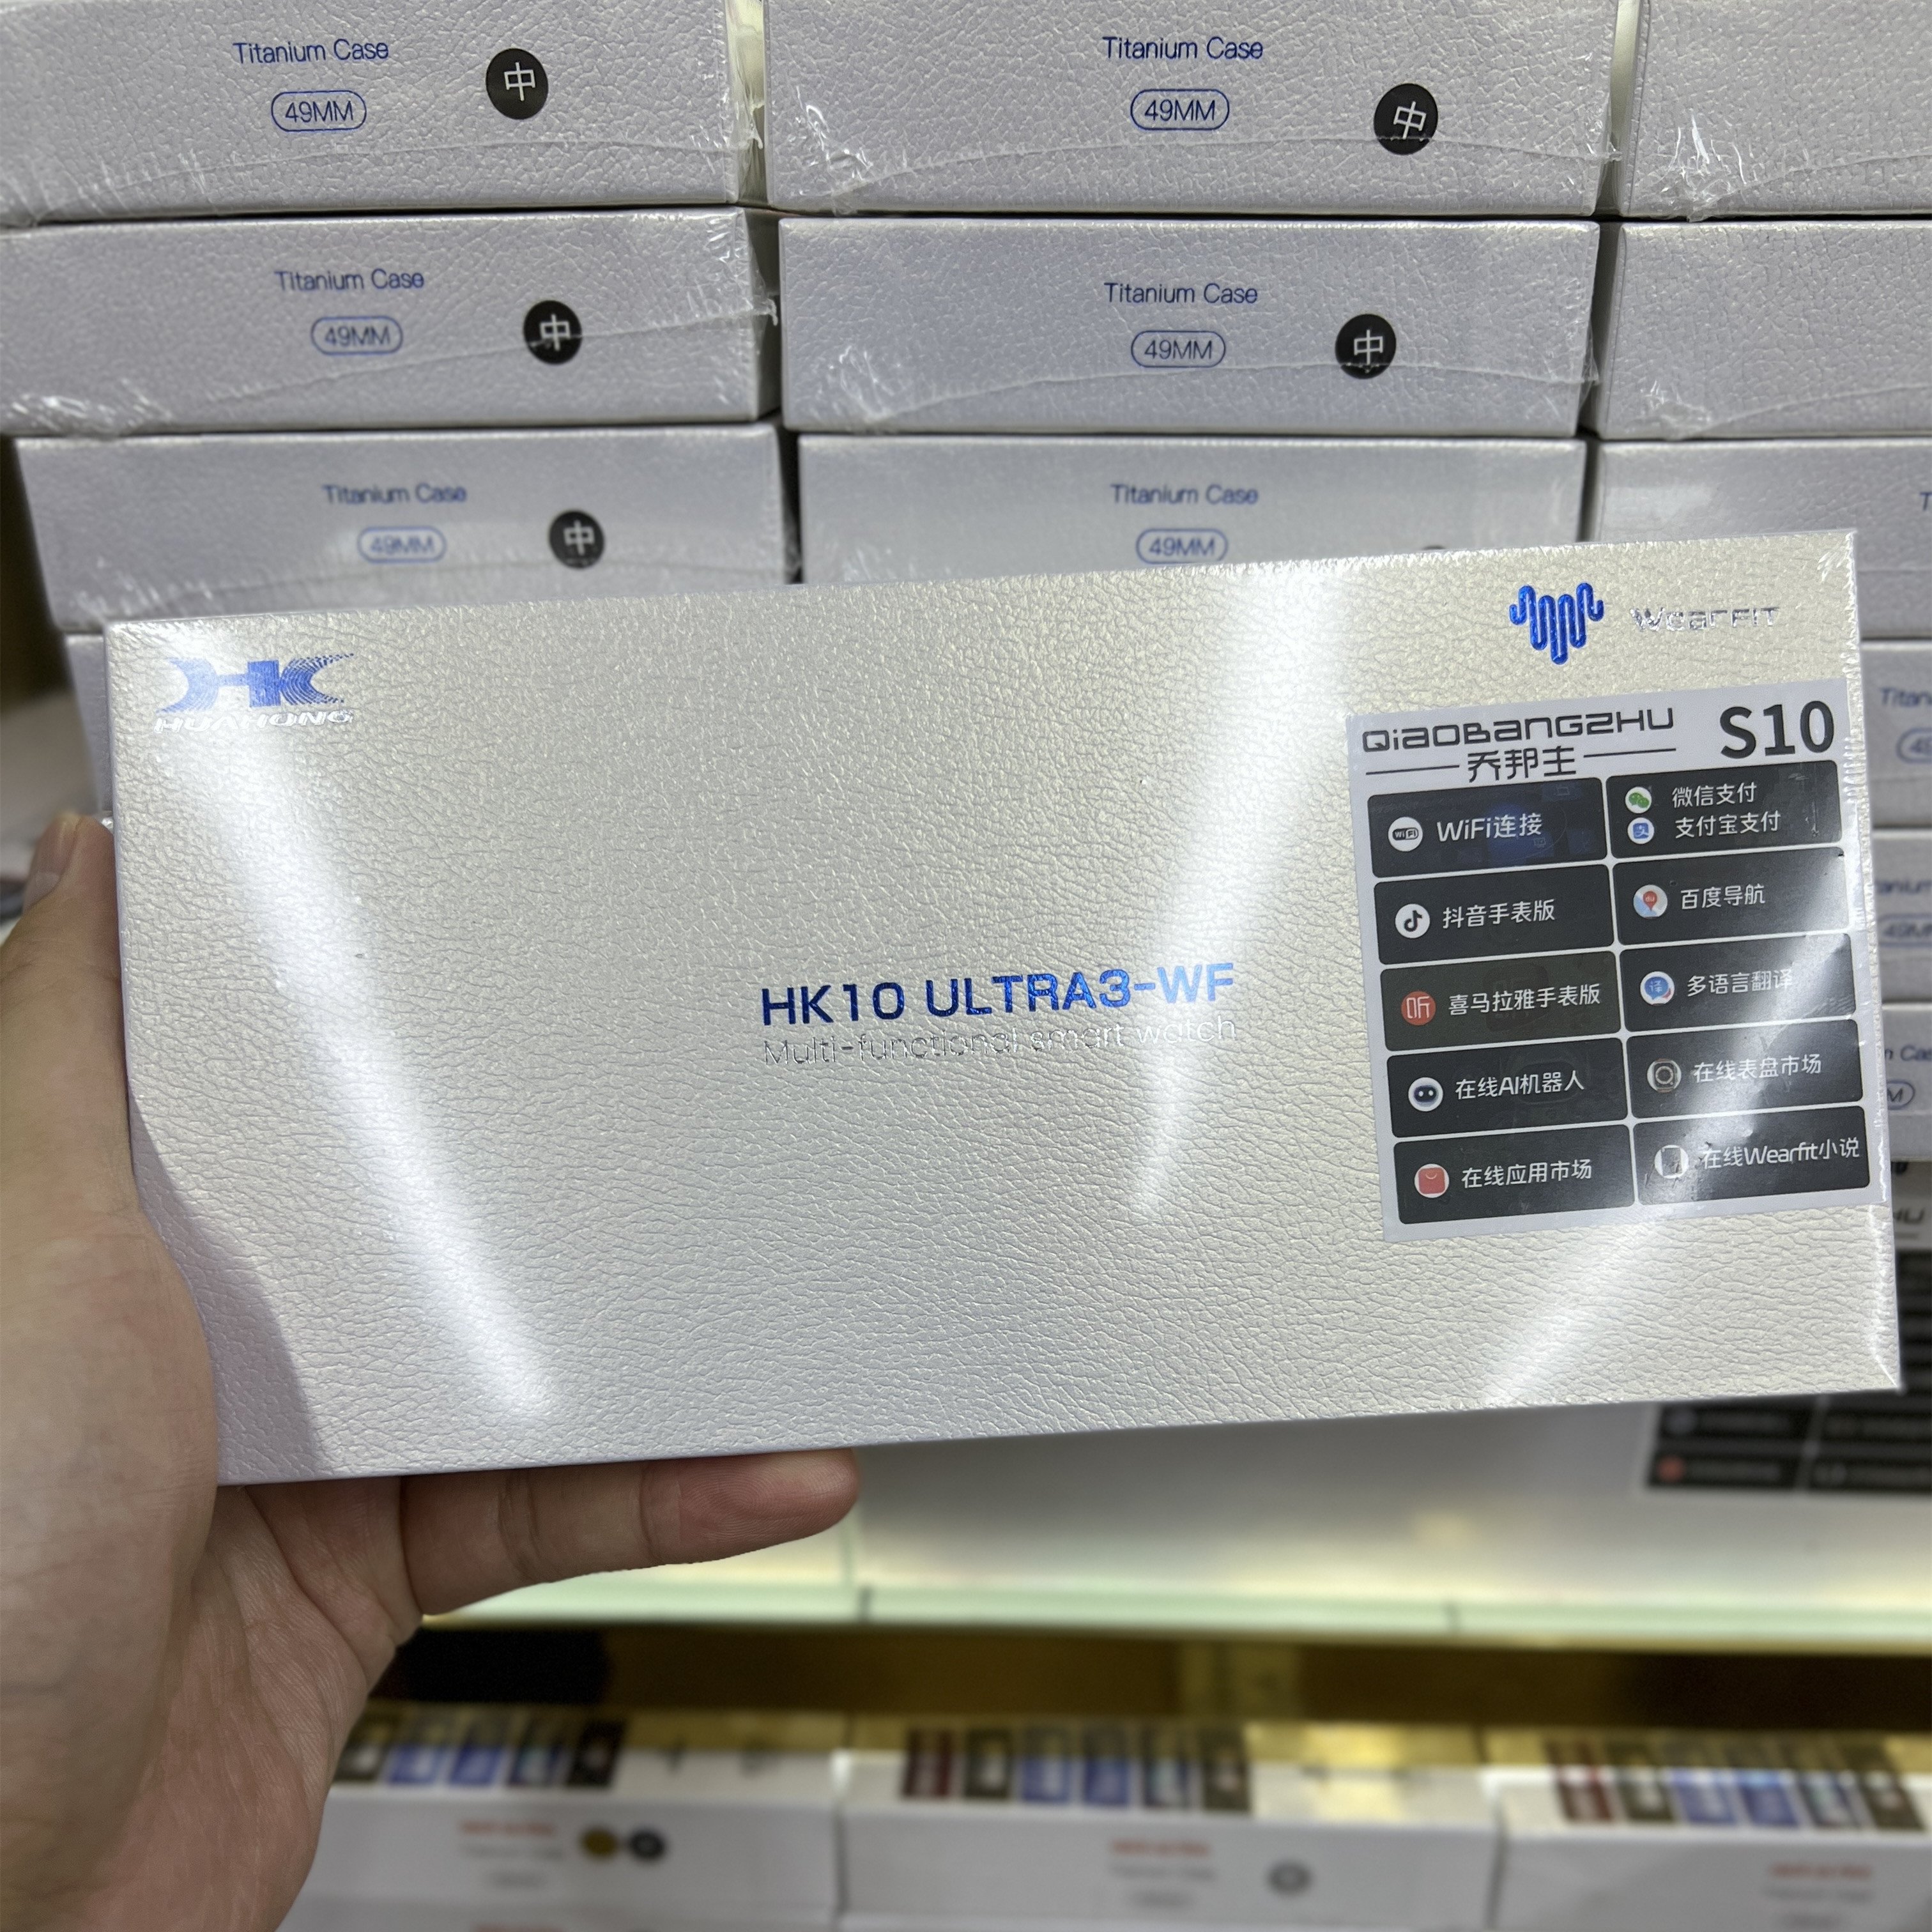 Titanium Case
49MM
中
Titanium Case
49MM
中
Titanium Case
49MM
中
Titanium Case
49MM
中
Titanium Case
49MM
中
Titanium Case
49MM
HK
HUAHONG
WearFit
QiaoBangZHU
乔邦主
S10
WiFi
WiFi连接
微信支付
支付宝支付
抖音手表版
百度导航
听
喜马拉雅手表版
译
多语言翻译
在线AI机器人
在线表盘市场
在线应用市场
在线Wearfit小说
HK10 ULTRA3-WF
Multi-functional smart watch